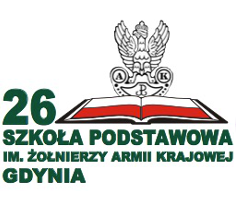 A K
26
SZKOŁA PODSTAWOWA
IM. ŻOŁNIERZY ARMII KRAJOWEJ
GDYNIA